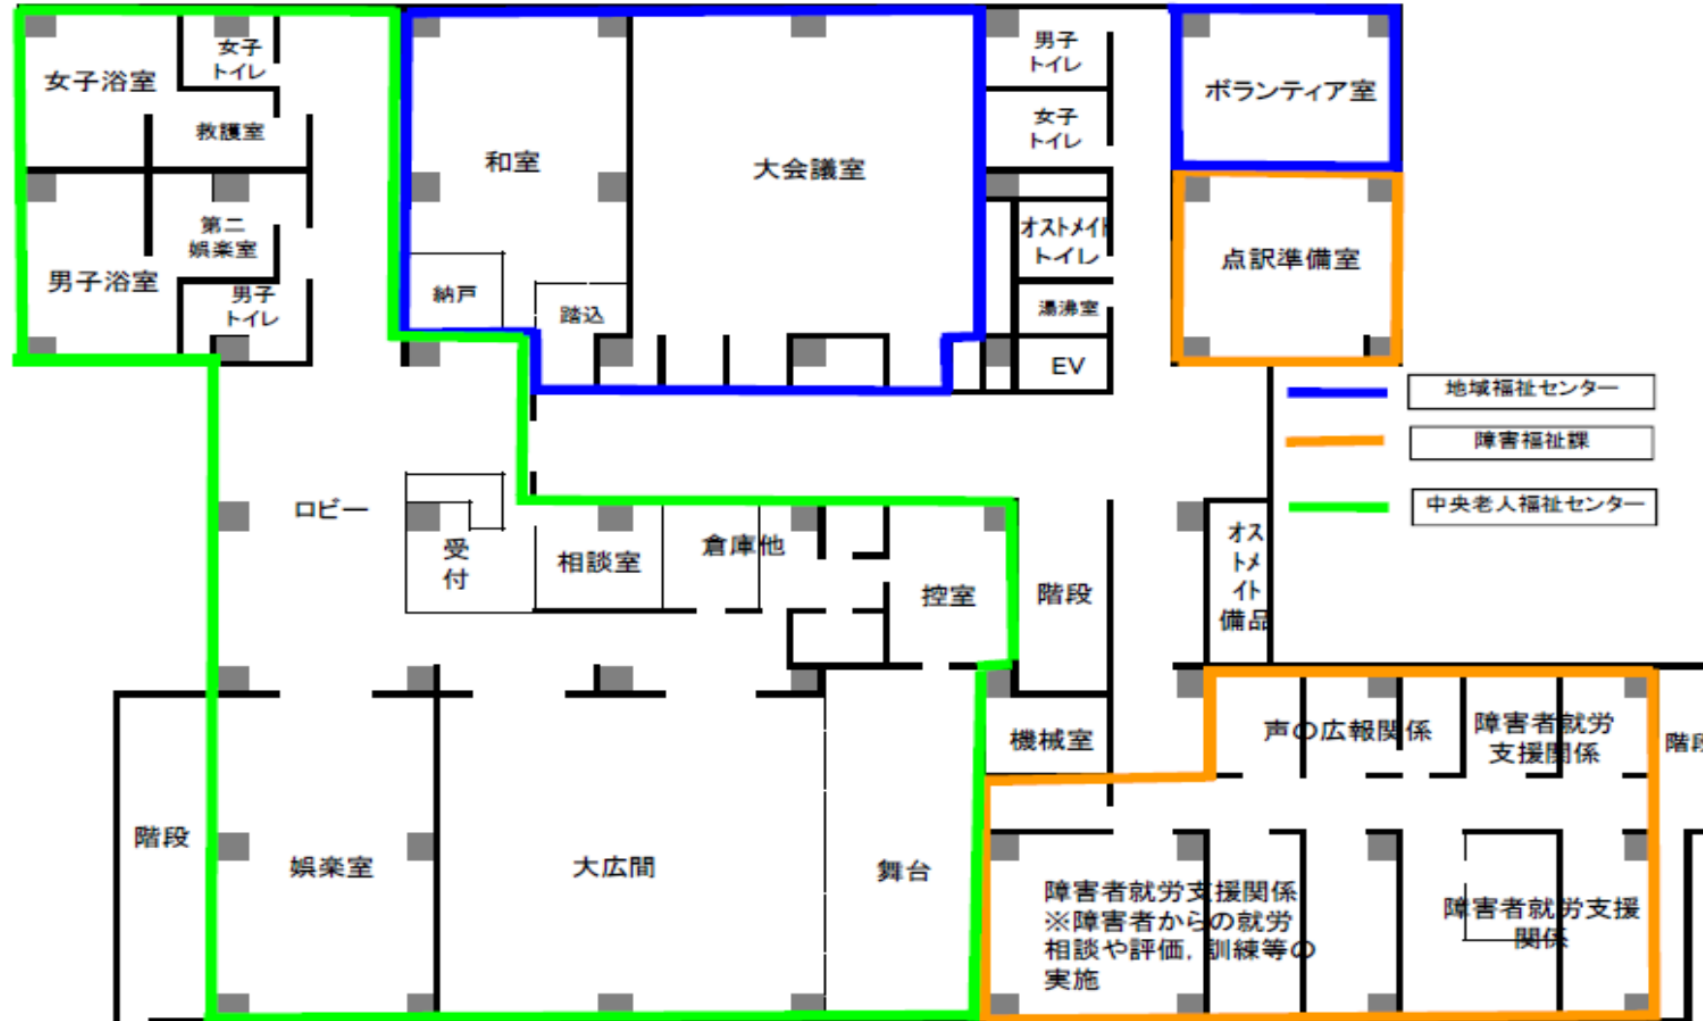 女子
トイレ
女子浴室
救護室
第二
娯楽室
男子浴室
男子
トイレ
和室
大会議室
納戸
踏込
男子
トイレ
女子
トイレ
オストメイト
トイレ
湯沸室
EV
ボランティア室
点訳準備室
地域福祉センター
障害福祉課
中央老人福祉センター
ロビー
受
付
相談室
倉庫他
控室
階段
オス
トメ
イト
備品
機械室
声の広報関係
障害者就労
支援関係
階段
階段
娯楽室
大広間
舞台
障害者就労支援関係
※障害者からの就労
相談や評価，訓練等の
実施
障害者就労支援
関係